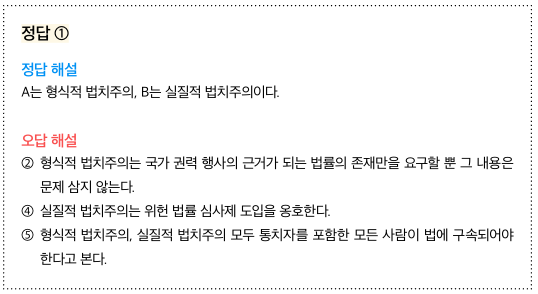 정답 ①
정답 해설
A는 형식적 법치주의, B는 실질적 법치주의이다.
오답 해설
② 형식적 법치주의는 국가 권력 행사의 근거가 되는 법률의 존재만을 요구할 뿐 그 내용은
문제 삼지 않는다.
④ 실질적 법치주의는 위헌 법률 심사제 도입을 옹호한다.
⑤ 형식적 법치주의, 실질적 법치주의 모두 통치자를 포함한 모든 사람이 법에 구속되어야
한다고 본다.